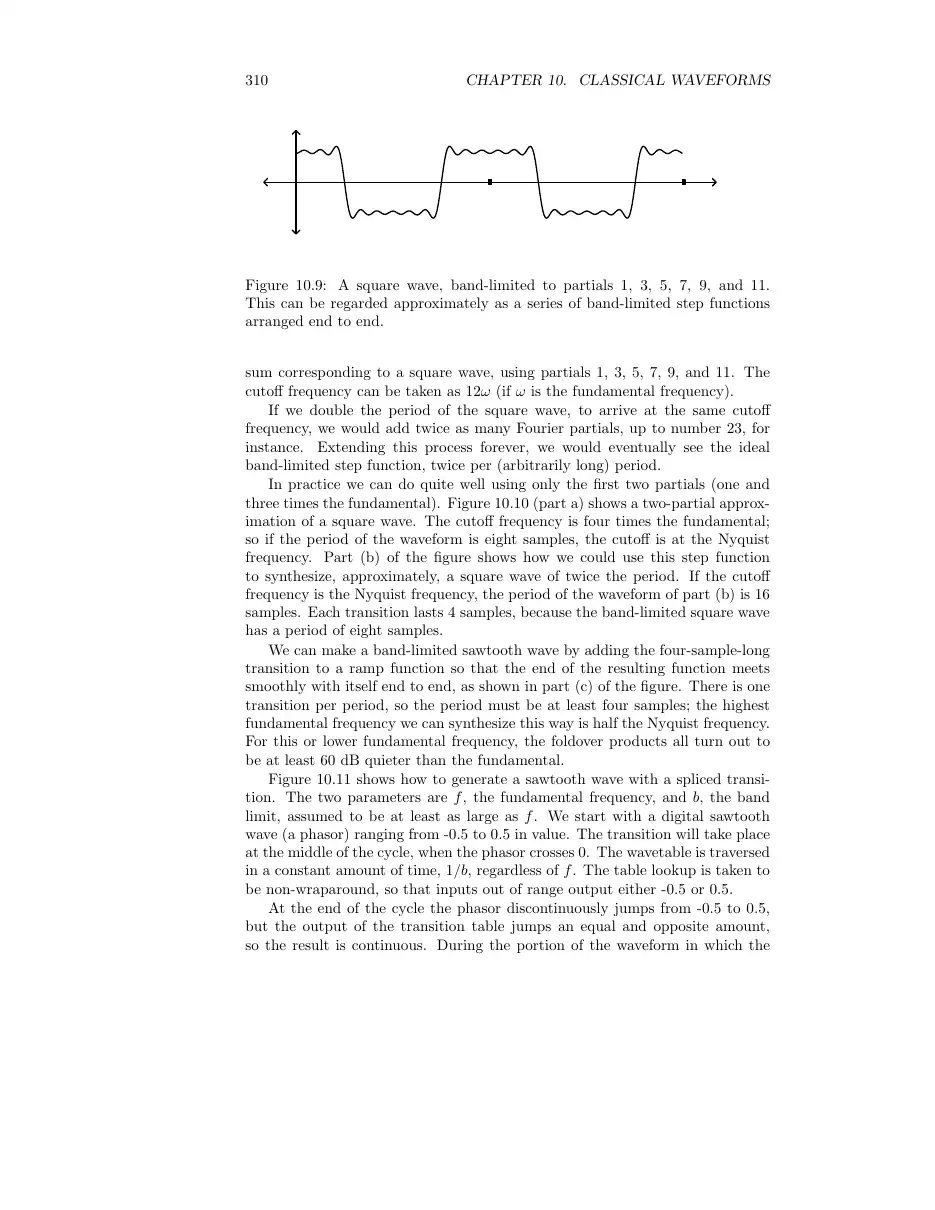 310 CHAPTER 10. CLASSICAL WAVEFORMS
Figure 10.9: A square wave, band-limited to partials 1, 3, 5, 7, 9, and 11.
This can be regarded approximately as a series of band-limited step functions
arranged end to end.
sum corresponding to a square wave, using partials 1, 3, 5, 7, 9, and 11. The
cutoff frequency can be taken as 12ω (if ω is the fundamental frequency).
If we double the period of the square wave, to arrive at the same cutoff
frequency, we would add twice as many Fourier partials, up to number 23, for
instance. Extending this process forever, we would eventually see the ideal
band-limited step function, twice per (arbitrarily long) period.
In practice we can do quite well using only the first two partials (one and
three times the fundamental). Figure 10.10 (part a) shows a two-partial approx-
imation of a square wave. The cutoff frequency is four times the fundamental;
so if the period of the waveform is eight samples, the cutoff is at the Nyquist
frequency. Part (b) of the figure shows how we could use this step function
to synthesize, approximately, a square wave of twice the period. If the cutoff
frequency is the Nyquist frequency, the period of the waveform of part (b) is 16
samples. Each transition lasts 4 samples, because the band-limited square wave
has a period of eight samples.
We can make a band-limited sawtooth wave by adding the four-sample-long
transition to a ramp function so that the end of the resulting function meets
smoothly with itself end to end, as shown in part (c) of the figure. There is one
transition per period, so the period must be at least four samples; the highest
fundamental frequency we can synthesize this way is half the Nyquist frequency.
For this or lower fundamental frequency, the foldover products all turn out to
be at least 60 dB quieter than the fundamental.
Figure 10.11 shows how to generate a sawtooth wave with a spliced transi-
tion. The two parameters are f, the fundamental frequency, and b, the band
limit, assumed to be at least as large as f. We start with a digital sawtooth
wave (a phasor) ranging from -0.5 to 0.5 in value. The transition will take place
at the middle of the cycle, when the phasor crosses 0. The wavetable is traversed
in a constant amount of time, 1/b, regardless of f. The table lookup is taken to
be non-wraparound, so that inputs out of range output either -0.5 or 0.5.
At the end of the cycle the phasor discontinuously jumps from -0.5 to 0.5,
but the output of the transition table jumps an equal and opposite amount,
so the result is continuous. During the portion of the waveform in which the